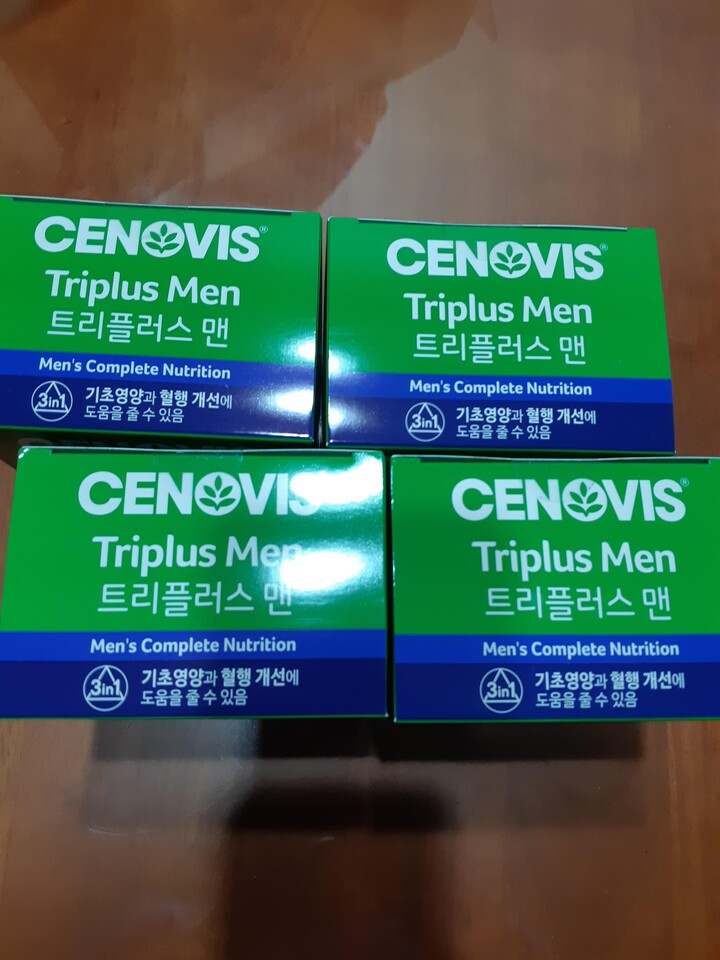 CENOVIS®
Triplus Men
트리플러스 맨
Men's Complete Nutrition
3in1
기초영양과 혈행 개선에
도움을 줄 수 있음
CENOVIS®
Triplus Men
트리플러스 맨
Men's Complete Nutrition
3in1
기초영양과 혈행 개선에
도움을 줄 수 있음
CENOVIS
Triplus Men
트리플러스 맨
Men's Complete Nutrition
3in1
기초영양과 혈행 개선에
도움을 줄 수 있음
CENOVIS®
Triplus Men
트리플러스 맨
Men's Complete Nutrition
3in1
기초영양과 혈행 개선에
도움을 줄 수 있음